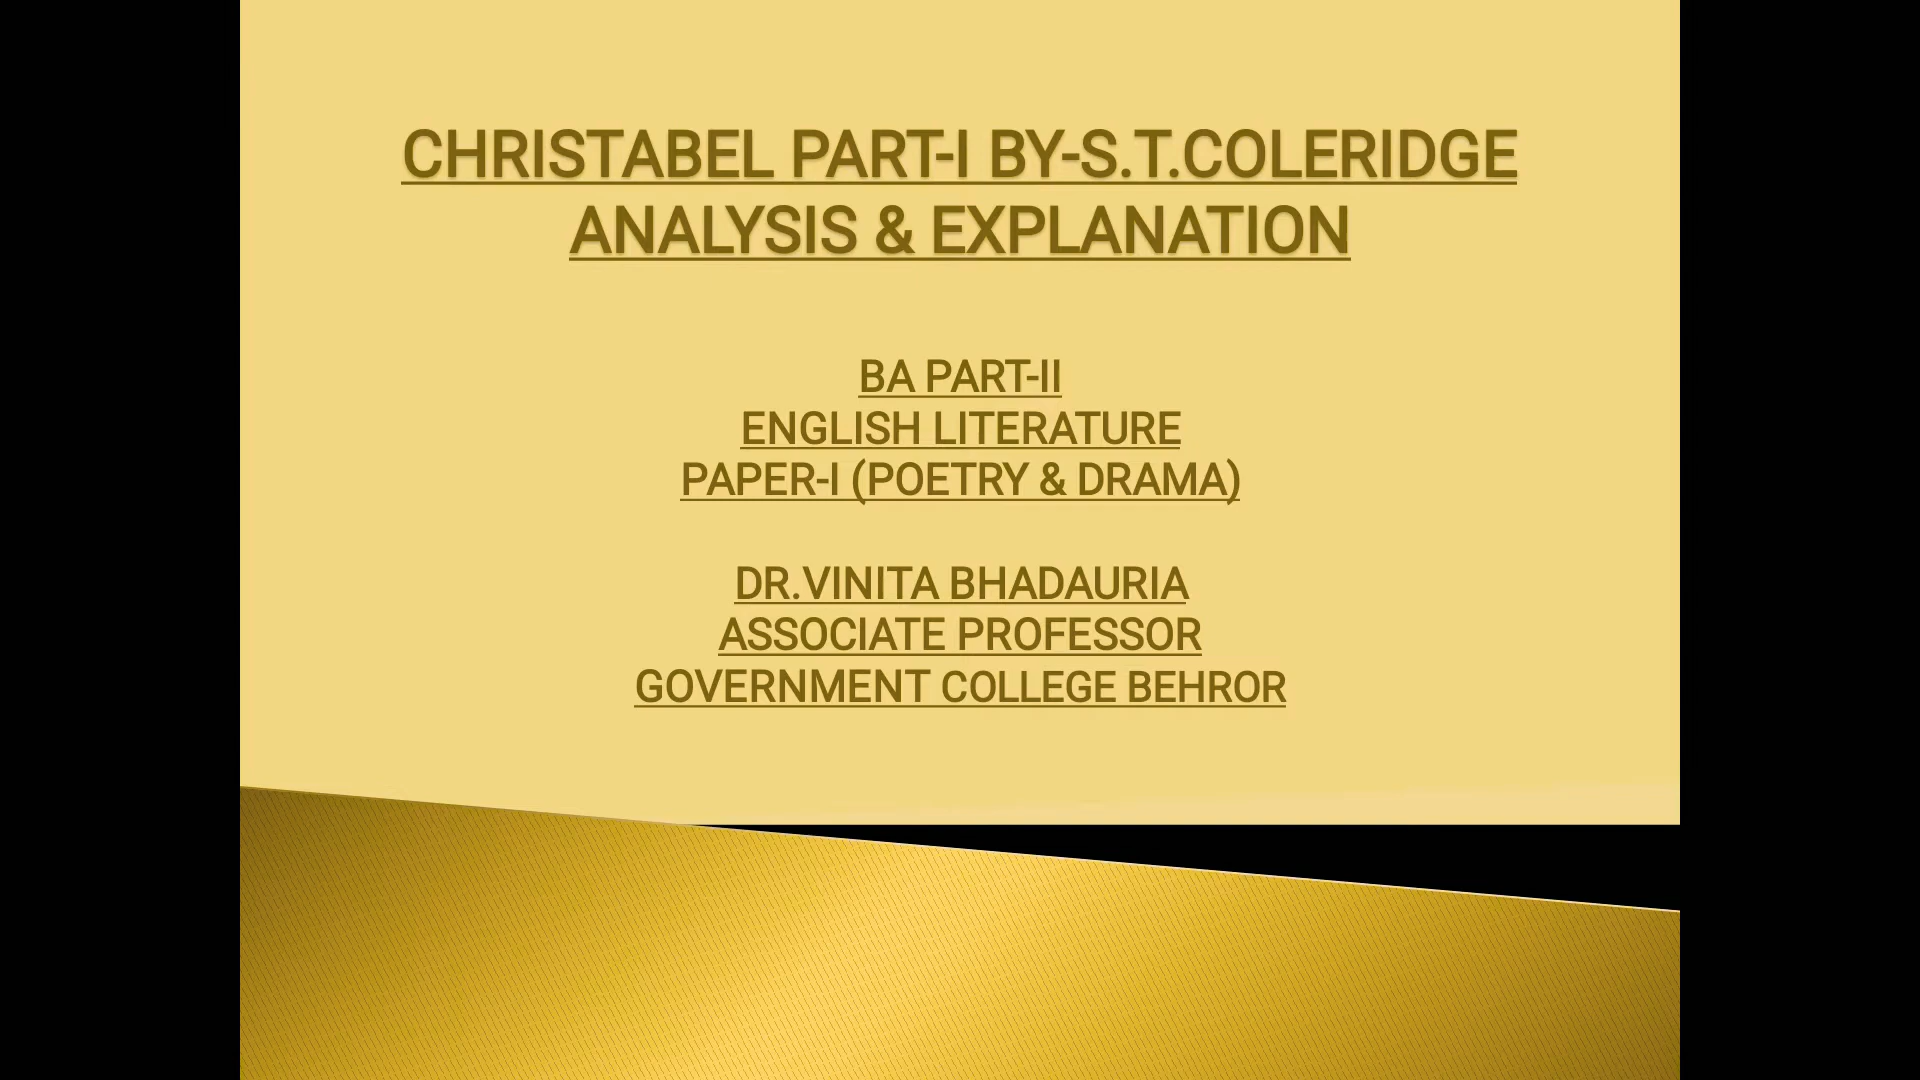 CHRISTABEL PART-I BY-S.T.COLERIDGE
ANALYSIS & EXPLANATION
BA PART-II
ENGLISH LITERATURE
PAPER-I (POETRY & DRAMA)
DR.VINITA BHADAURIA
ASSOCIATE PROFESSOR
GOVERNMENT COLLEGE BEHROR